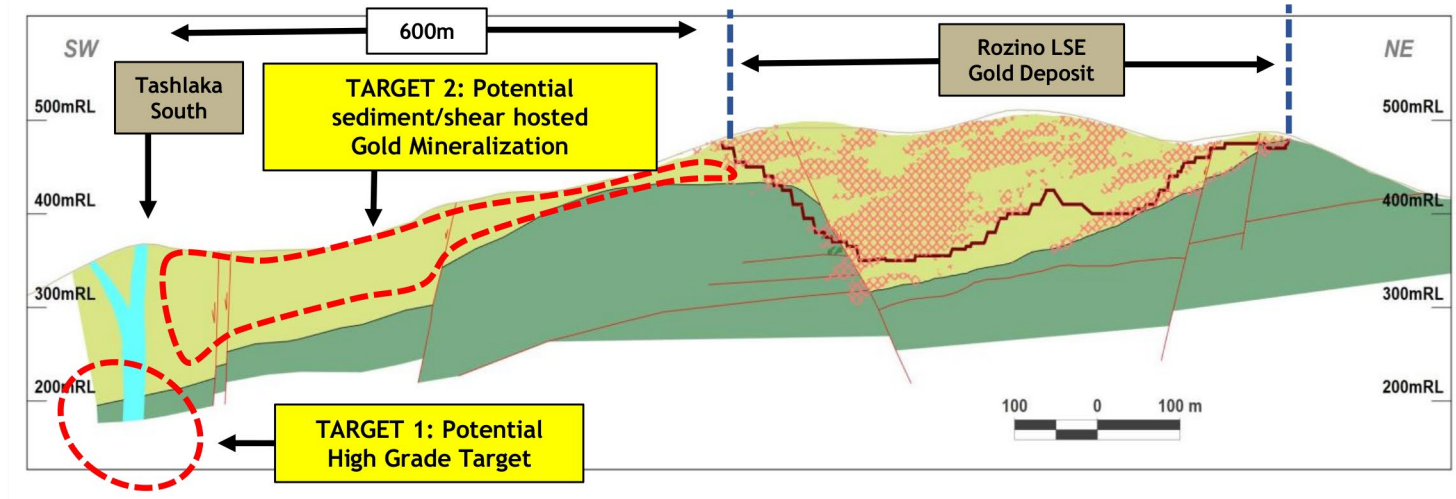 600m
SW
Rozino LSE
Gold Deposit
NE
Tashlaka
South
TARGET 2: Potential
sediment/shear hosted
Gold Mineralization
500mRL
500mRL
400mRL
400mRL
300mRL
300mRL
200mRL
200mRL
100 0 100 m
TARGET 1: Potential
High Grade Target